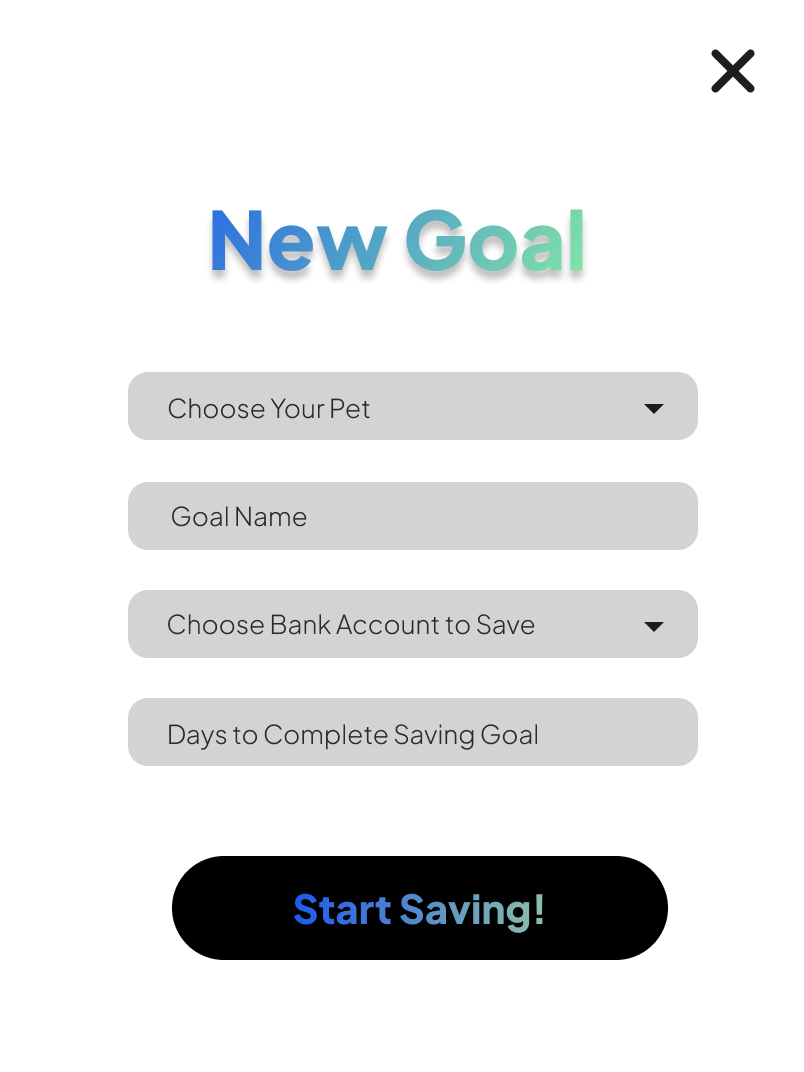 New Goal
Choose Your Pet
Goal Name
Choose Bank Account to Save
Days to Complete Saving Goal
Start Saving!